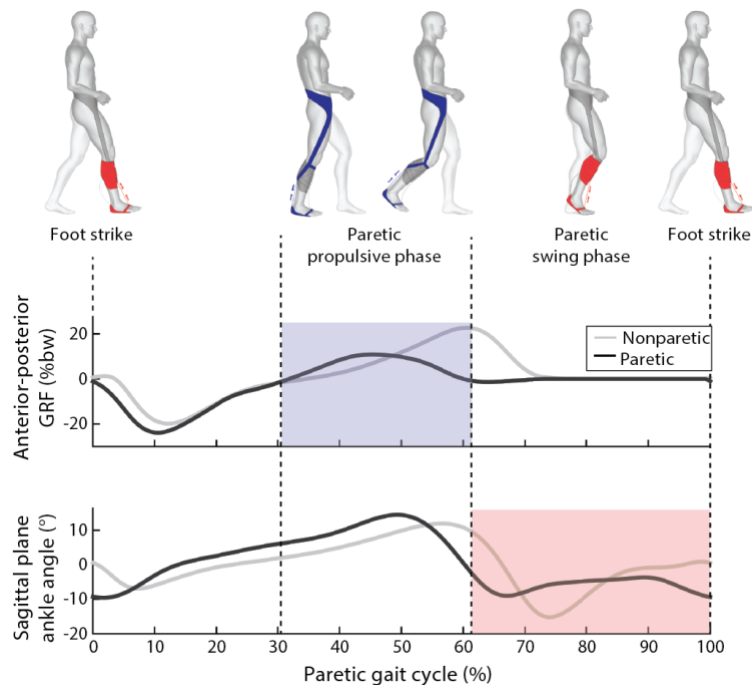 Foot strike
Paretic
propulsive phase
Paretic
swing phase
Foot strike
Anterior-posterior
GRF (%bw)
20
0
-20
Nonparetic
Paretic
Sagittal plane
ankle angle (°)
10
0
-10
-20
0 10 20 30 40 50 60 70 80 90 100
Paretic gait cycle (%)